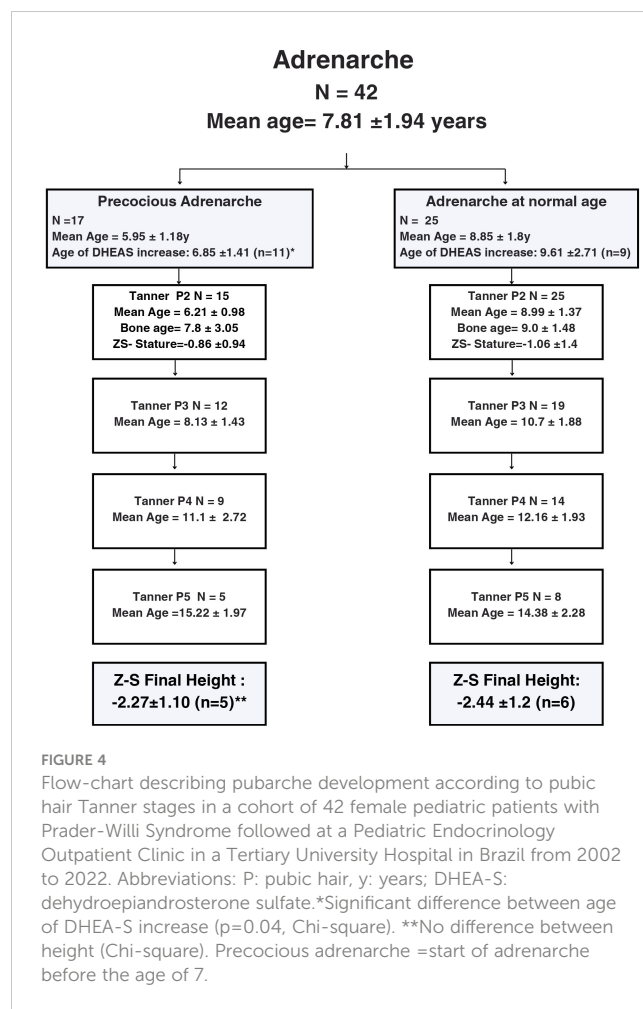 Adrenarche
N = 42
Mean age= 7.81 ±1.94 years
Precocious Adrenarche
N =17
Mean Age = 5.95 ± 1.18y
Age of DHEAS increase: 6.85 ±1.41 (n=11)*
Adrenarche at normal age
N = 25
Mean Age = 8.85 ± 1.8y
Age of DHEAS increase: 9.61 ±2.71 (n=9)
Tanner P2 N = 15
Mean Age = 6.21 ± 0.98
Bone age= 7.8 ± 3.05
ZS- Stature=-0.86 ±0.94
Tanner P2 N = 25
Mean Age = 8.99 ± 1.37
Bone age= 9.0 ± 1.48
ZS- Stature=-1.06 ±1.4
Tanner P3 N = 12
Mean Age = 8.13 ± 1.43
Tanner P3 N = 19
Mean Age = 10.7 ± 1.88
Tanner P4 N = 9
Mean Age = 11.1 ± 2.72
Tanner P4 N = 14
Mean Age = 12.16 ± 1.93
Tanner P5 N = 5
Mean Age =15.22 ± 1.97
Tanner P5 N = 8
Mean Age = 14.38 ± 2.28
Z-S Final Height :
-2.27±1.10 (n=5)**
Z-S Final Height:
-2.44 ±1.2 (n=6)
FIGURE 4
Flow-chart describing pubarche development according to pubic
hair Tanner stages in a cohort of 42 female pediatric patients with
Prader-Willi Syndrome followed at a Pediatric Endocrinology
Outpatient Clinic in a Tertiary University Hospital in Brazil from 2002
to 2022. Abbreviations: P: pubic hair, y: years; DHEA-S:
dehydroepiandrosterone sulfate.*Significant difference between age
of DHEA-S increase (p=0.04, Chi-square). **No difference between
height (Chi-square). Precocious adrenarche =start of adrenarche
before the age of 7.